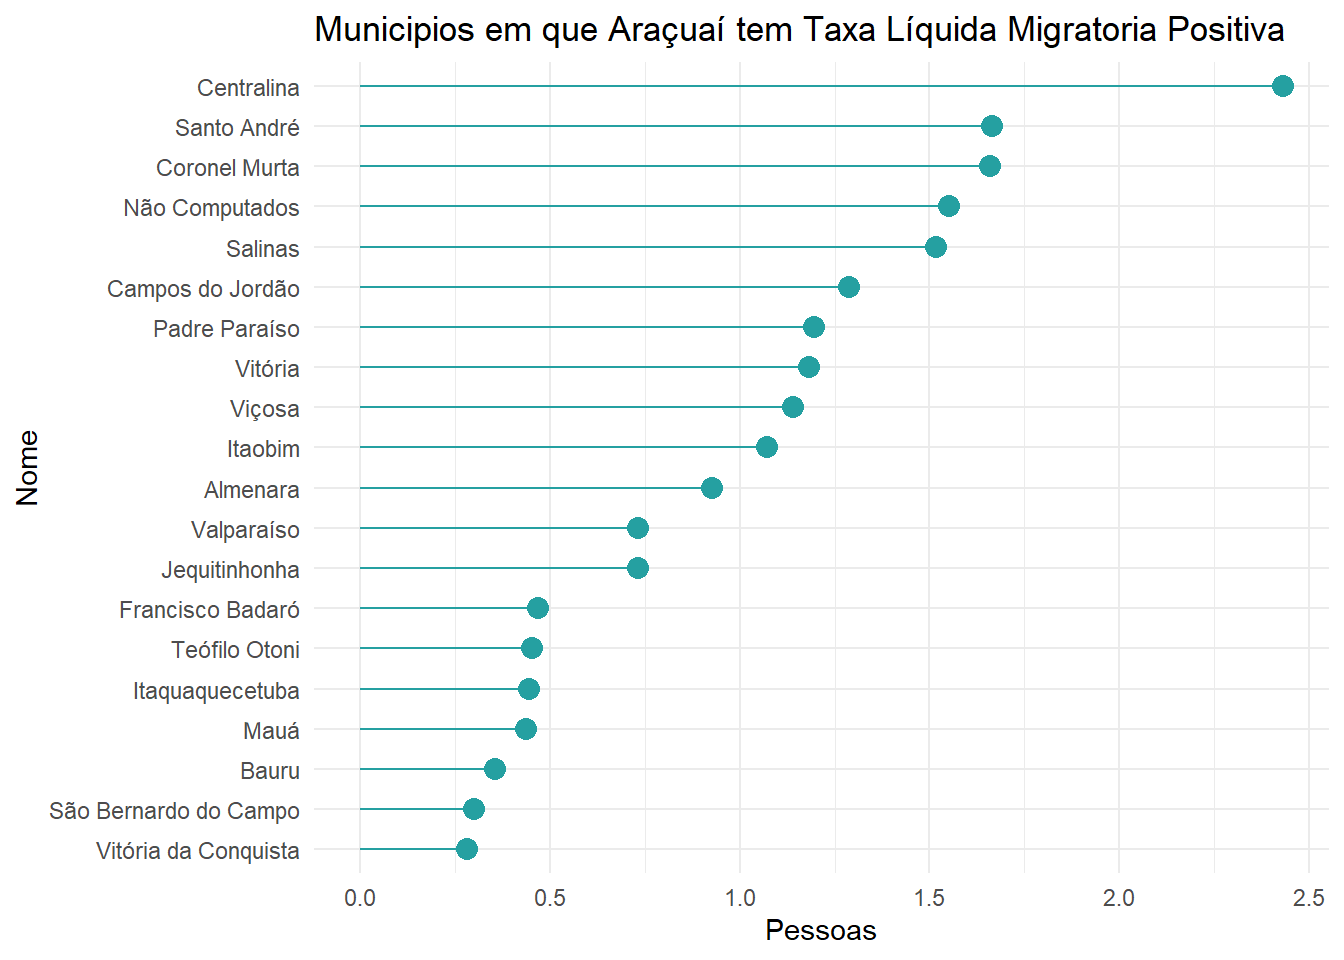 Municipios em que Araçuaí tem Taxa Líquida Migratoria Positiva
Nome
Centralina
Santo André
Coronel Murta
Não Computados
Salinas
Campos do Jordão
Padre Paraíso
Vitória
Viçosa
Itaobim
Almenara
Valparaíso
Jequitinhonha
Francisco Badaró
Teófilo Otoni
Itaquaquecetuba
Mauá
Bauru
São Bernardo do Campo
Vitória da Conquista
0.0 0.5 1.0 1.5 2.0 2.5
Pessoas